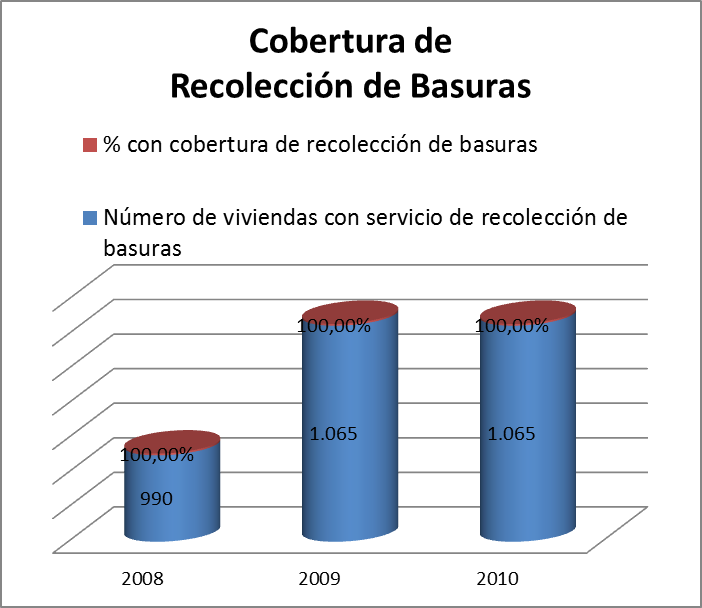 Cobertura de
Recolección de Basuras
% con cobertura de recolección de basuras
Número de viviendas con servicio de recolección de
basuras
100,00%
100,00%
100,00%
990
1.065
1.065
2008
2009
2010